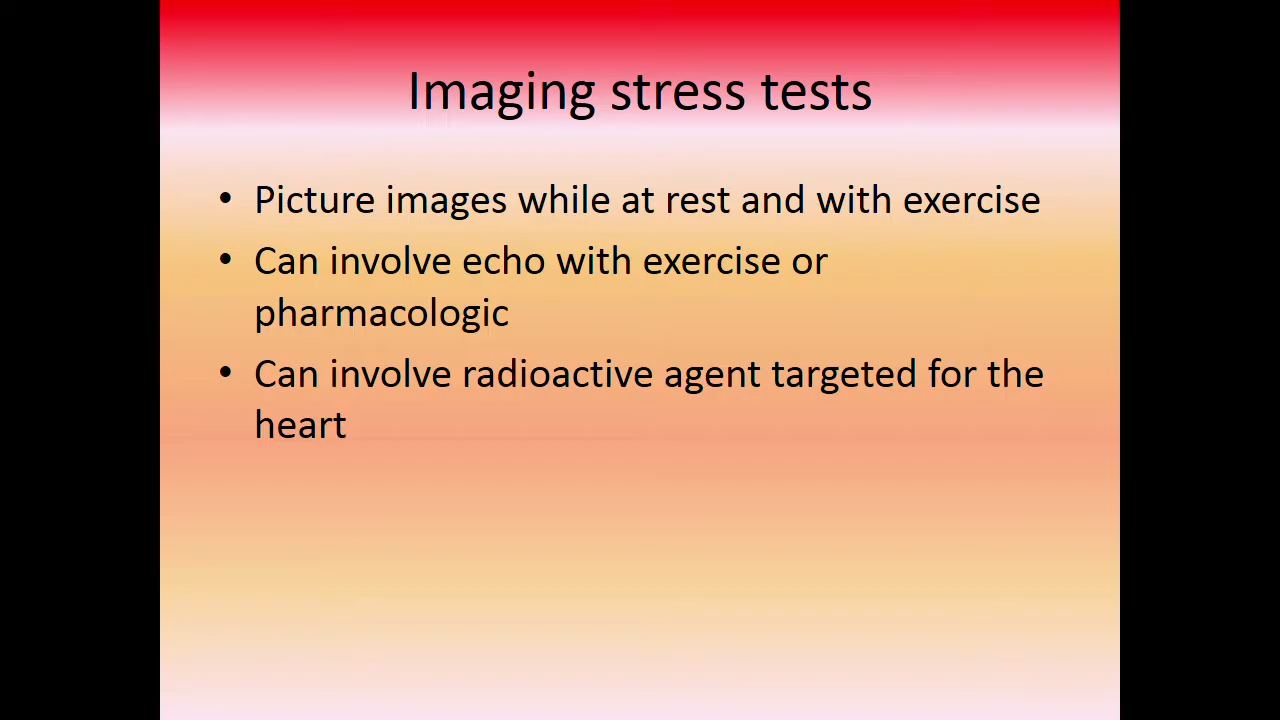 Imaging stress tests
• Picture images while at rest and with exercise
• Can involve echo with exercise or
pharmacologic
• Can involve radioactive agent targeted for the
heart